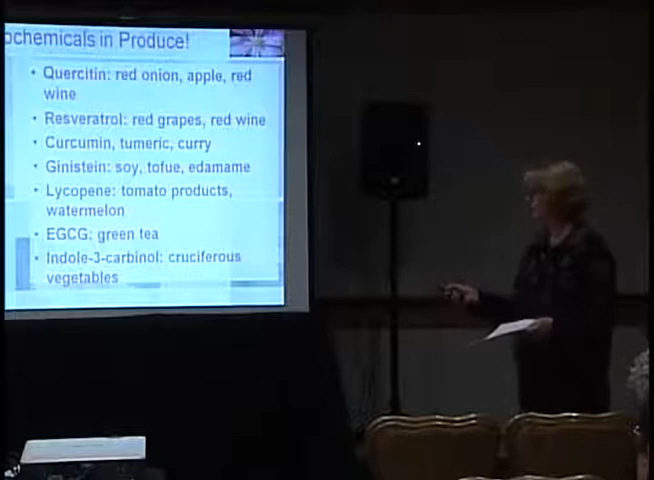 ochemicals in Produce!
• Quercitin: red onion, apple, red
wine
• Resveratrol: red grapes, red wine
• Curcumin, tumeric, curry
• Ginistein: soy, tofue, edamame
• Lycopene: tomato products,
watermelon
• EGCG: green tea
• Indole-3-carbinol: cruciferous
vegetables